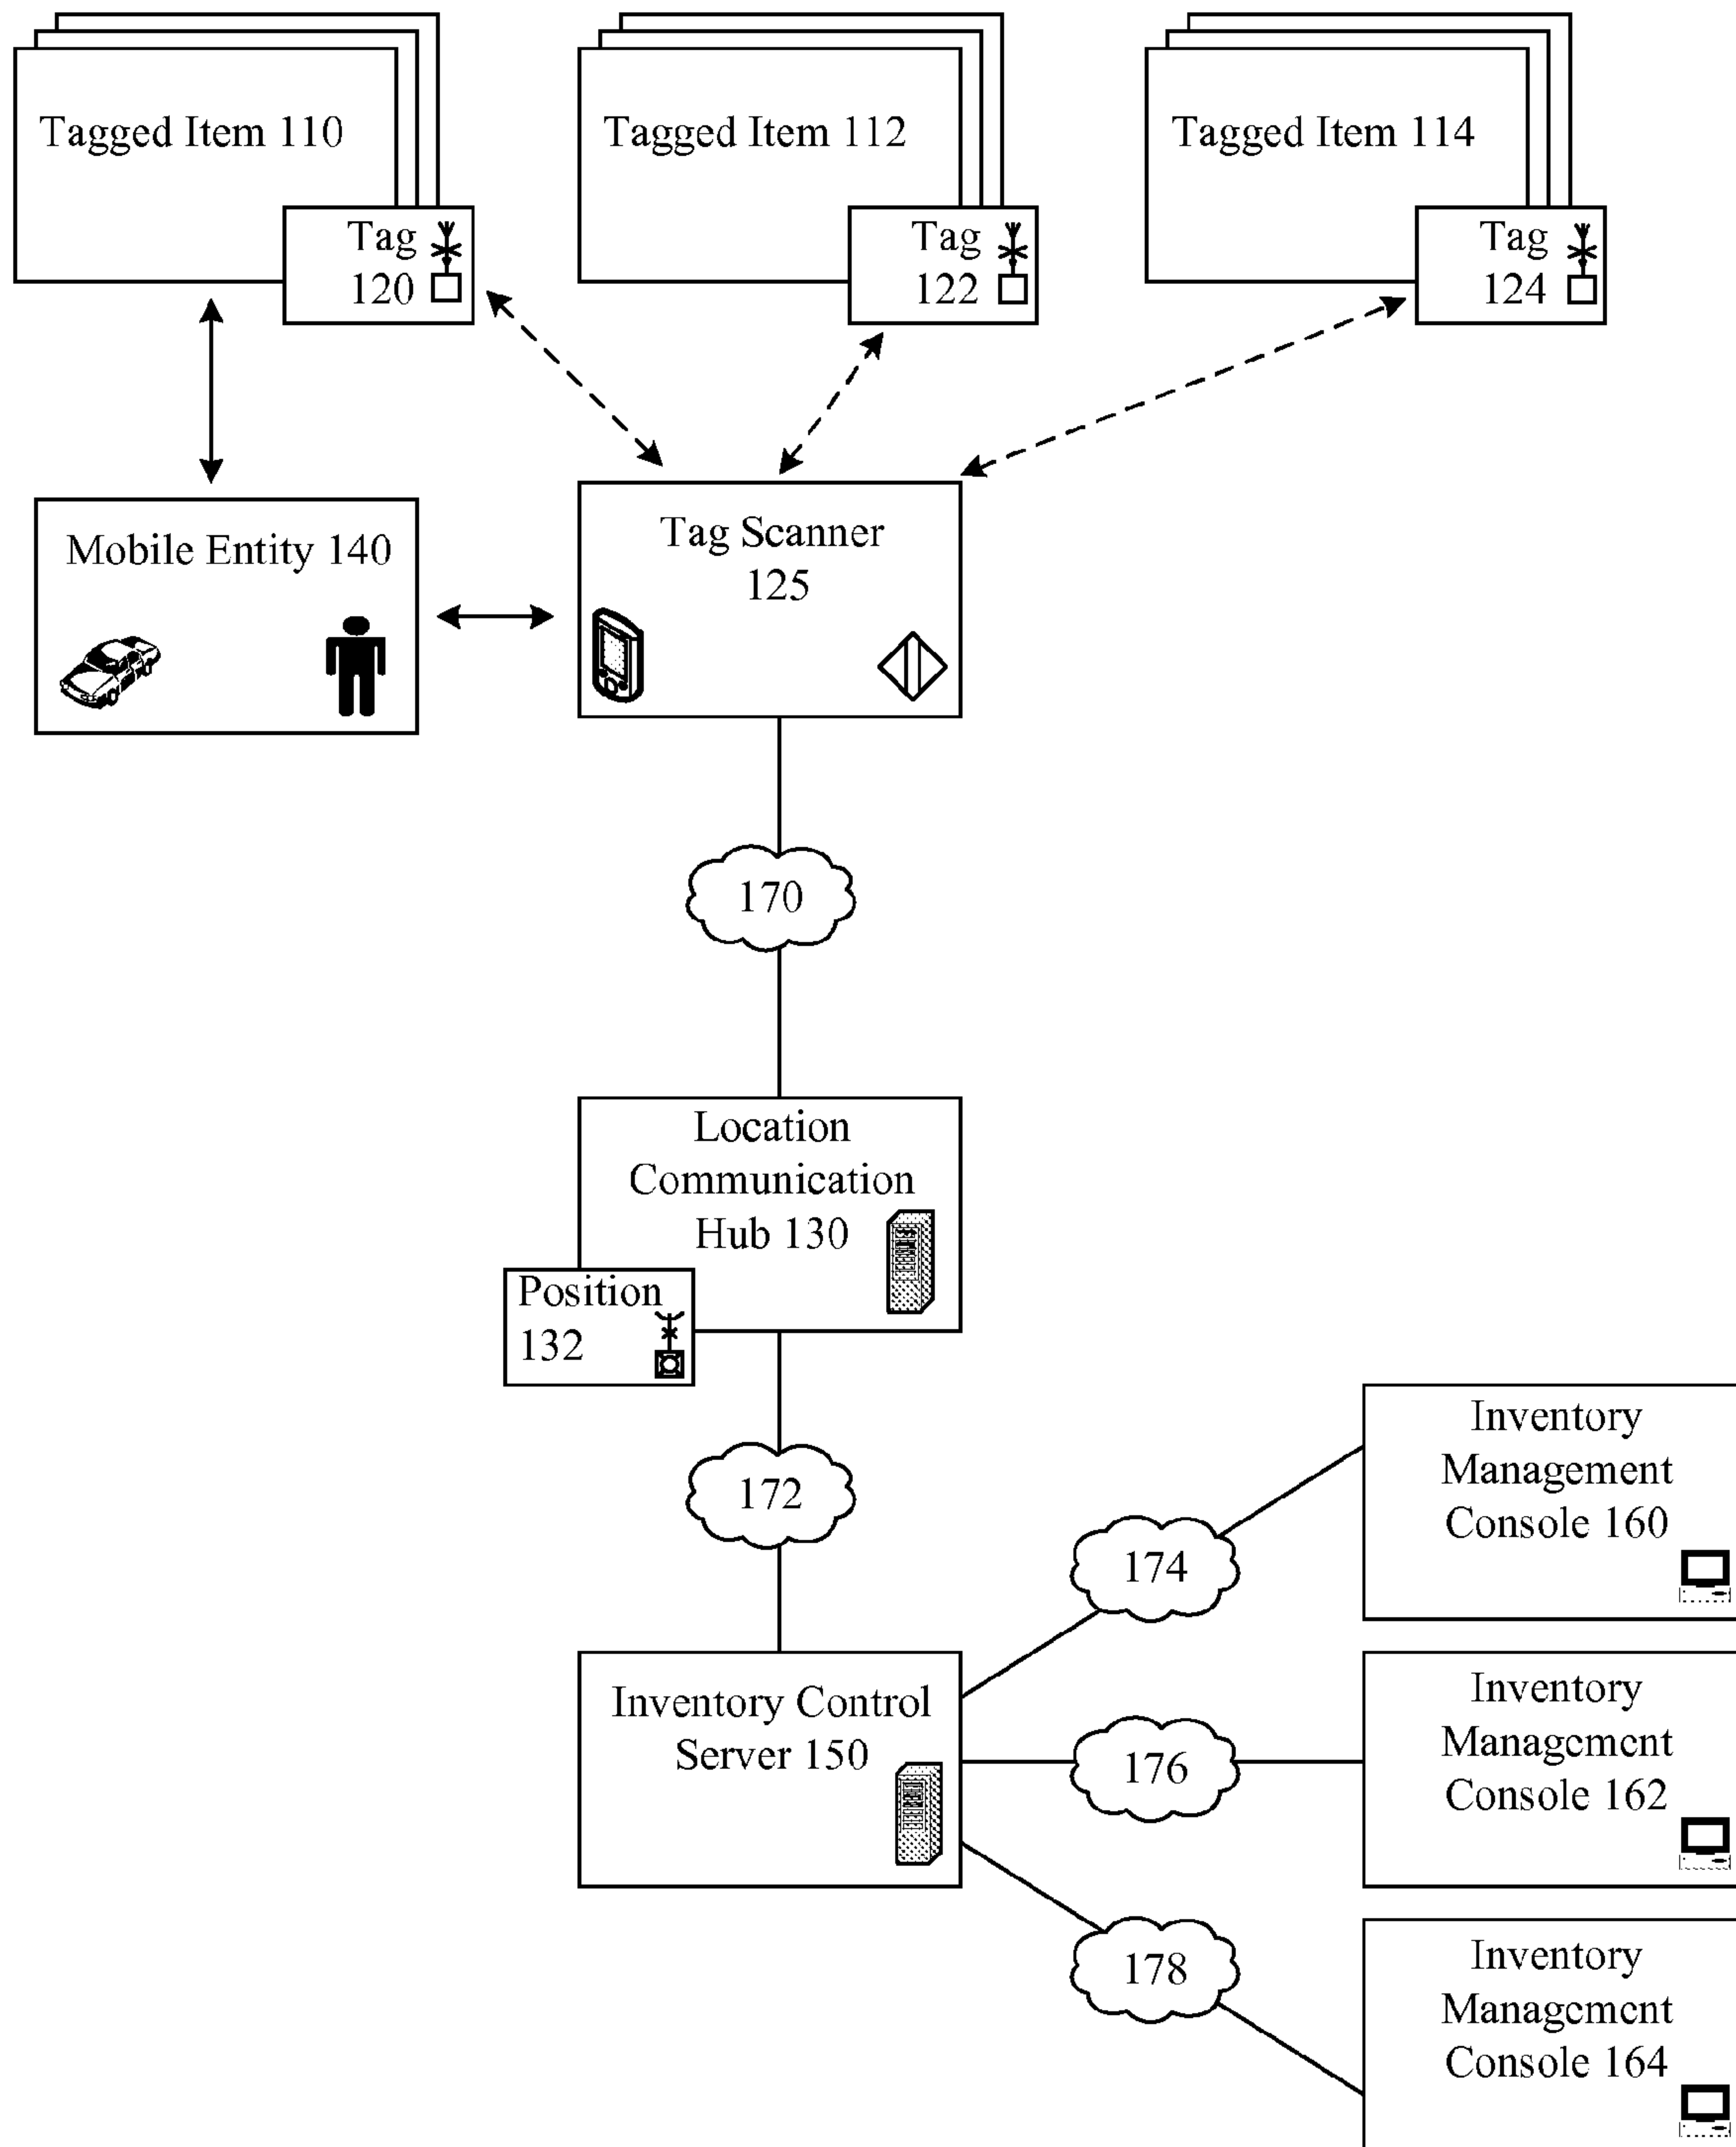 Tagged Item 110
Tagged Item 112
Tagged Item 114
Tag
120
Tag
122
Tag
124
Mobile Entity 140
Tag Scanner
125
170
Location
Communication
Hub 130
Position
132
172
Inventory
Management
Console 160
174
Inventory Control
Server 150
Inventory
Management
Console 162
176
Inventory
Management
Console 164
178